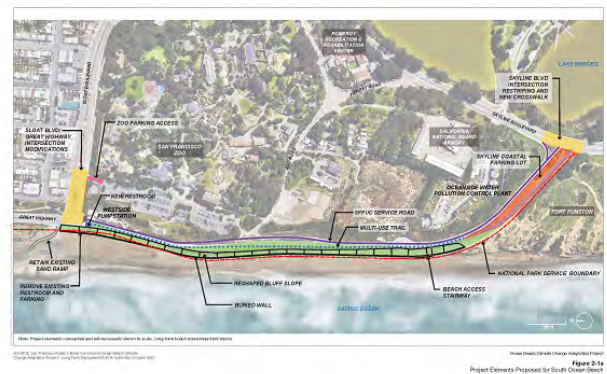 POMEROY
RECREATION &
REHABILITATION
CENTER
LAKE MERCED
SKYLINE BLVD
INTERSECTION
RESTRIPING AND
NEW CROSSWALK
SLOAT BOULEVARD
SKYLINE BOULEVARD
SLOAT BLVD/
GREAT HIGHWAY
INTERSECTION
MODIFICATIONS
ZOO PARKING ACCESS
SAN FRANCISCO
ZOO
CALIFORNIA
NATIONAL GUARD
ARMORY
SKYLINE COASTAL
PARKING LOT
OCEANSIDE WATER
POLLUTION CONTROL PLANT
NEW RESTROOM
WESTSIDE
PUMP STATION
SFPUC SERVICE ROAD
MULTI-USE TRAIL
FORT FUNSTON
GREAT HIGHWAY
RETAIN EXISTING
SAND RAMP
REMOVE EXISTING
RESTROOM AND
PARKING
RESHAPED BLUFF SLOPE
BURIED WALL
BEACH ACCESS
STAIRWAY
NATIONAL PARK SERVICE BOUNDARY
PACIFIC OCEAN
Ocean Beach Climate Change Adaptation Project
Figure 2-1a
Project Elements Proposed for South Ocean Beach